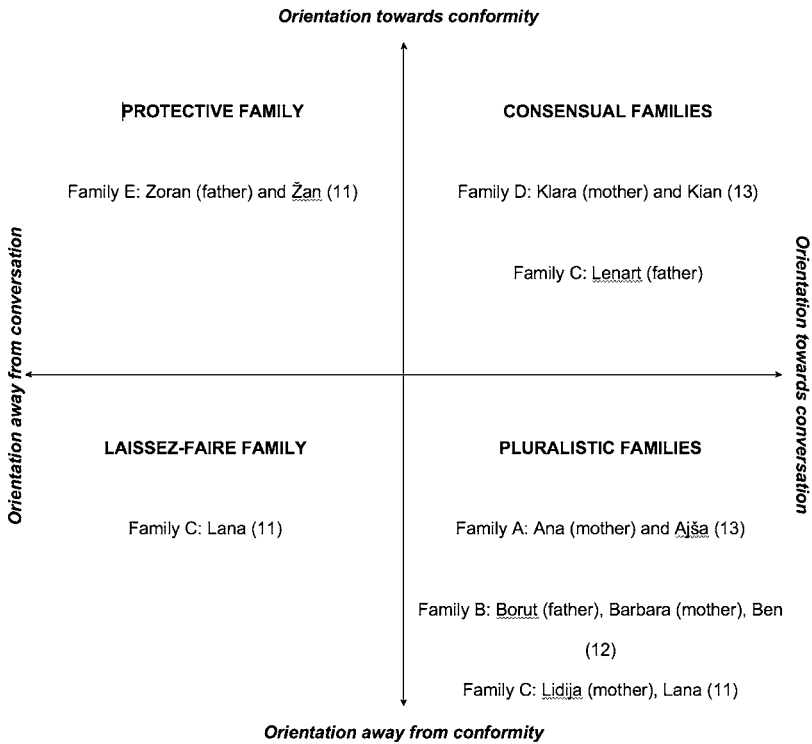 Orientation towards conformity
PROTECTIVE FAMILY
CONSENSUAL FAMILIES
Family E: Zoran (father) and Žan (11)
Family D: Klara (mother) and Kian (13)
Family C: Lenart (father)
Orientation away from conversation
Orientation towards conversation
LAISSEZ-FAIRE FAMILY
PLURALISTIC FAMILIES
Family C: Lana (11)
Family A: Ana (mother) and Ajša (13)
Family B: Borut (father), Barbara (mother), Ben
(12)
Family C: Lidija (mother), Lana (11)
Orientation away from conformity